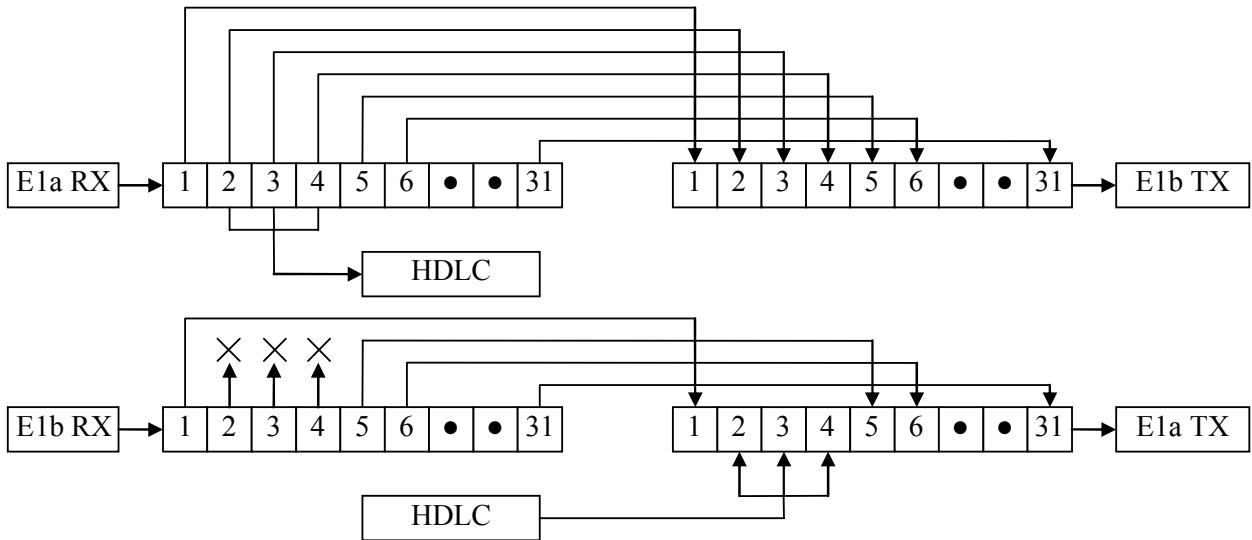 E1a RX 1 2 3 4 5 6 • • 31 1 2 3 4 5 6 • • 31 E1b TX
HDLC
E1b RX 1 2 3 4 5 6 • • 31 1 2 3 4 5 6 • • 31 E1a TX
HDLC